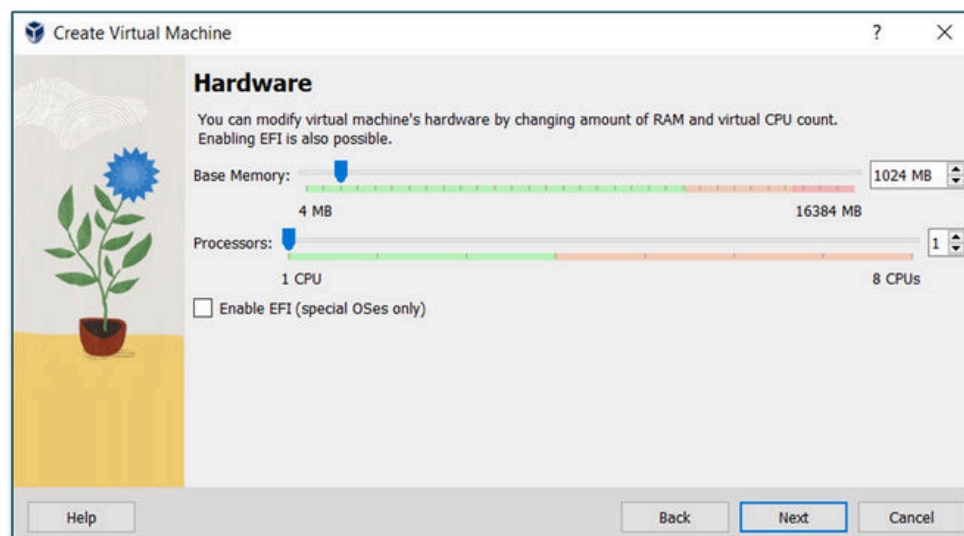 Create Virtual Machine
?
Hardware
You can modify virtual machine's hardware by changing amount of RAM and virtual CPU count.
Enabling EFI is also possible.
Base Memory:
1024 MB
4 MB
16384 MB
Processors:
1
1 CPU
8 CPUs
Enable EFI (special OSes only)
Help
Back
Next
Cancel